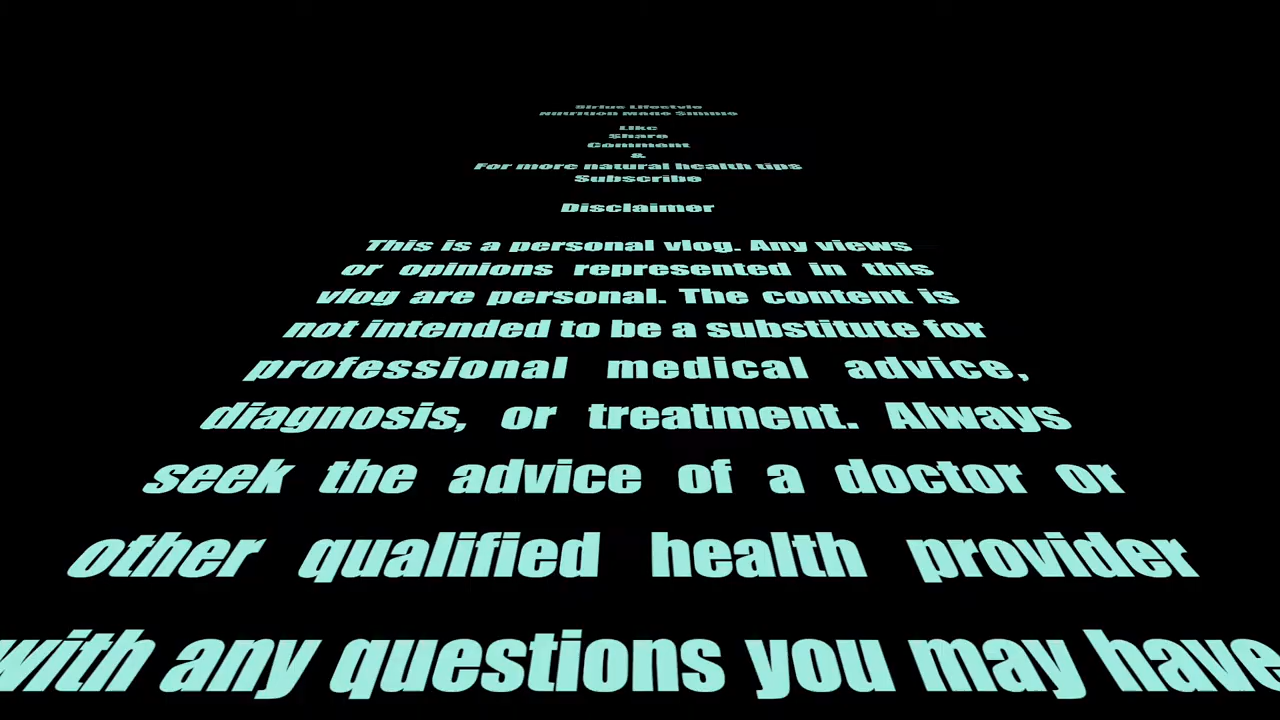 Sirius Lifestyle
Nutrition Made Simple
Like
Share
Comment
&
For more natural health tips
Subscribe
Disclaimer
This is a personal vlog. Any views
or opinions represented in this
vlog are personal. The content is
not intended to be a substitute for
professional medical advice,
diagnosis, or treatment. Always
seek the advice of a doctor or
other qualified health provider
with any questions you may have